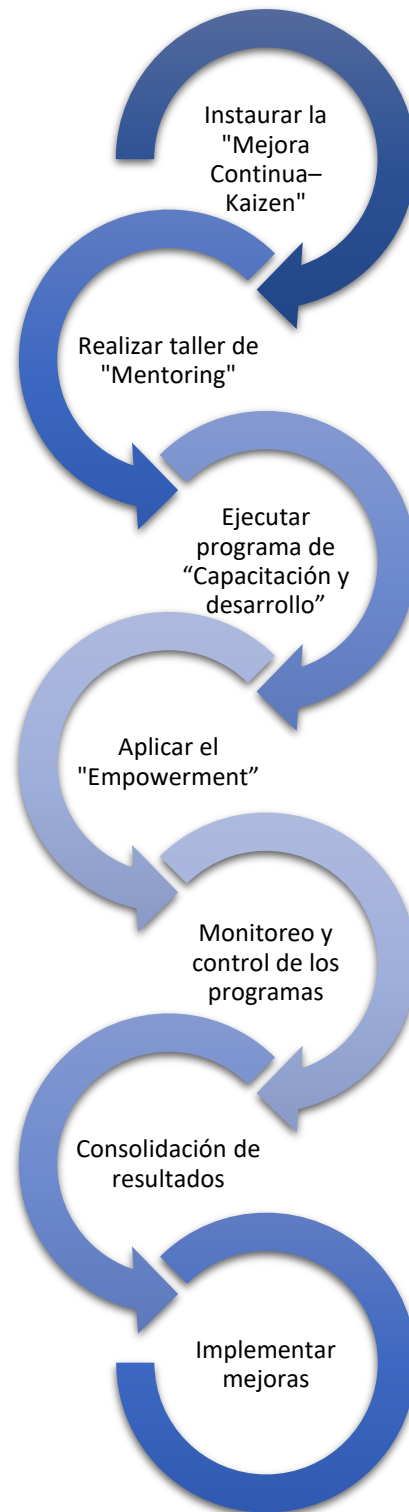 Instaurar la
"Mejora
Continua–
Kaizen"
Realizar taller de
"Mentoring"
Ejecutar
programa de
“Capacitación y
desarrollo”
Aplicar el
"Empowerment”
Monitoreo y
control de los
programas
Consolidación de
resultados
Implementar
mejoras